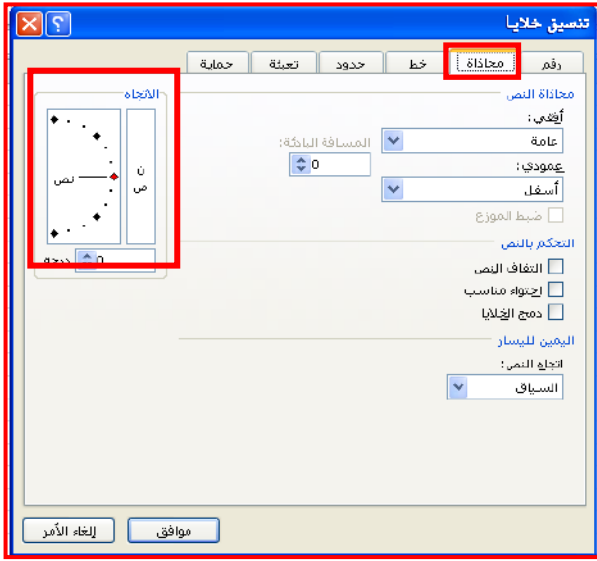 تنسيق خلايا
رقم
محاذاة
خط
حدود
تعبئة
حماية
محاذاة النص
أفقي:
عامة
المسافة البادئة:
0
عمودي:
أسفل
ضبط الموزع
التحكم بالنص
التفاف النص
احتواء مناسب
دمج الخلايا
اليمين لليسار
اتجاه النص:
السياق
الاتجاه
ن
ص
نص
0 درجة
موافق
إلغاء الأمر